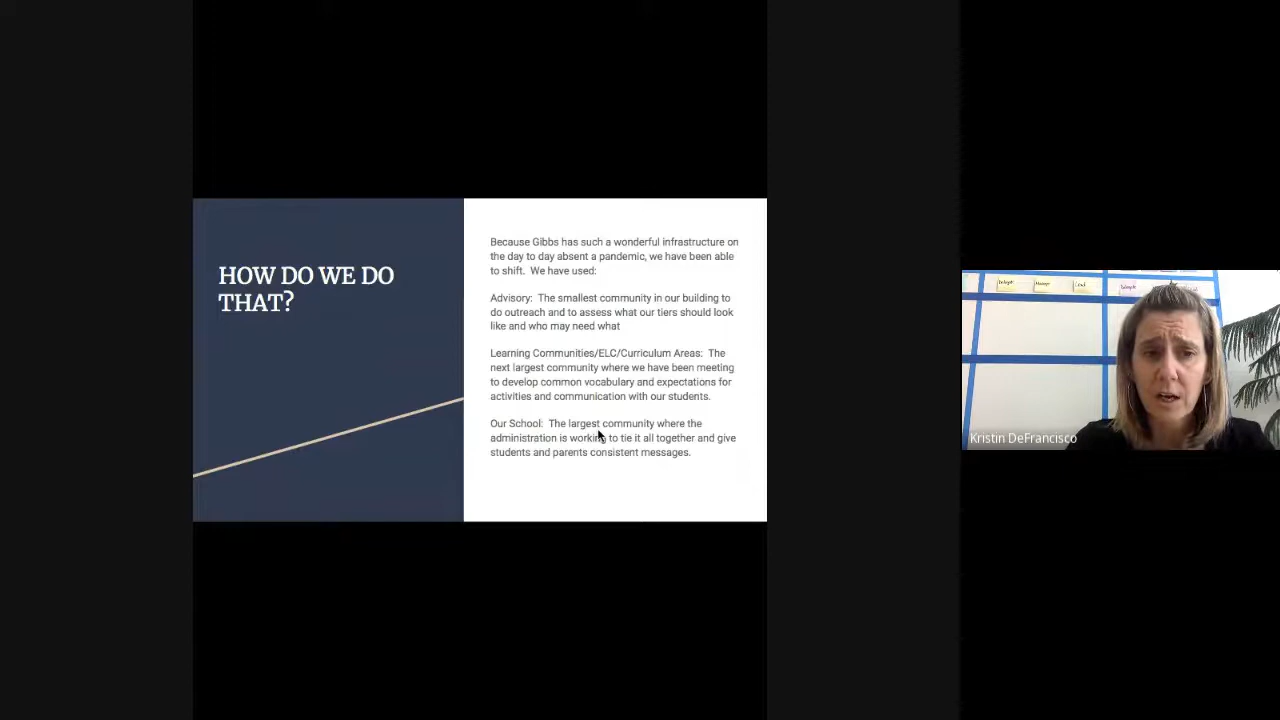 HOW DO WE DO
THAT?
Because Gibbs has such a wonderful infrastructure on
the day to day absent a pandemic, we have been able
to shift.  We have used:
Advisory:  The smallest community in our building to
do outreach and to assess what our tiers should look
like and who may need what
Learning Communities/ELC/Curriculum Areas:  The
next largest community where we have been meeting
to develop common vocabulary and expectations for
activities and communication with our students.
Our School:  The largest community where the
administration is working to tie it all together and give
students and parents consistent messages.
Kristin DeFrancisco